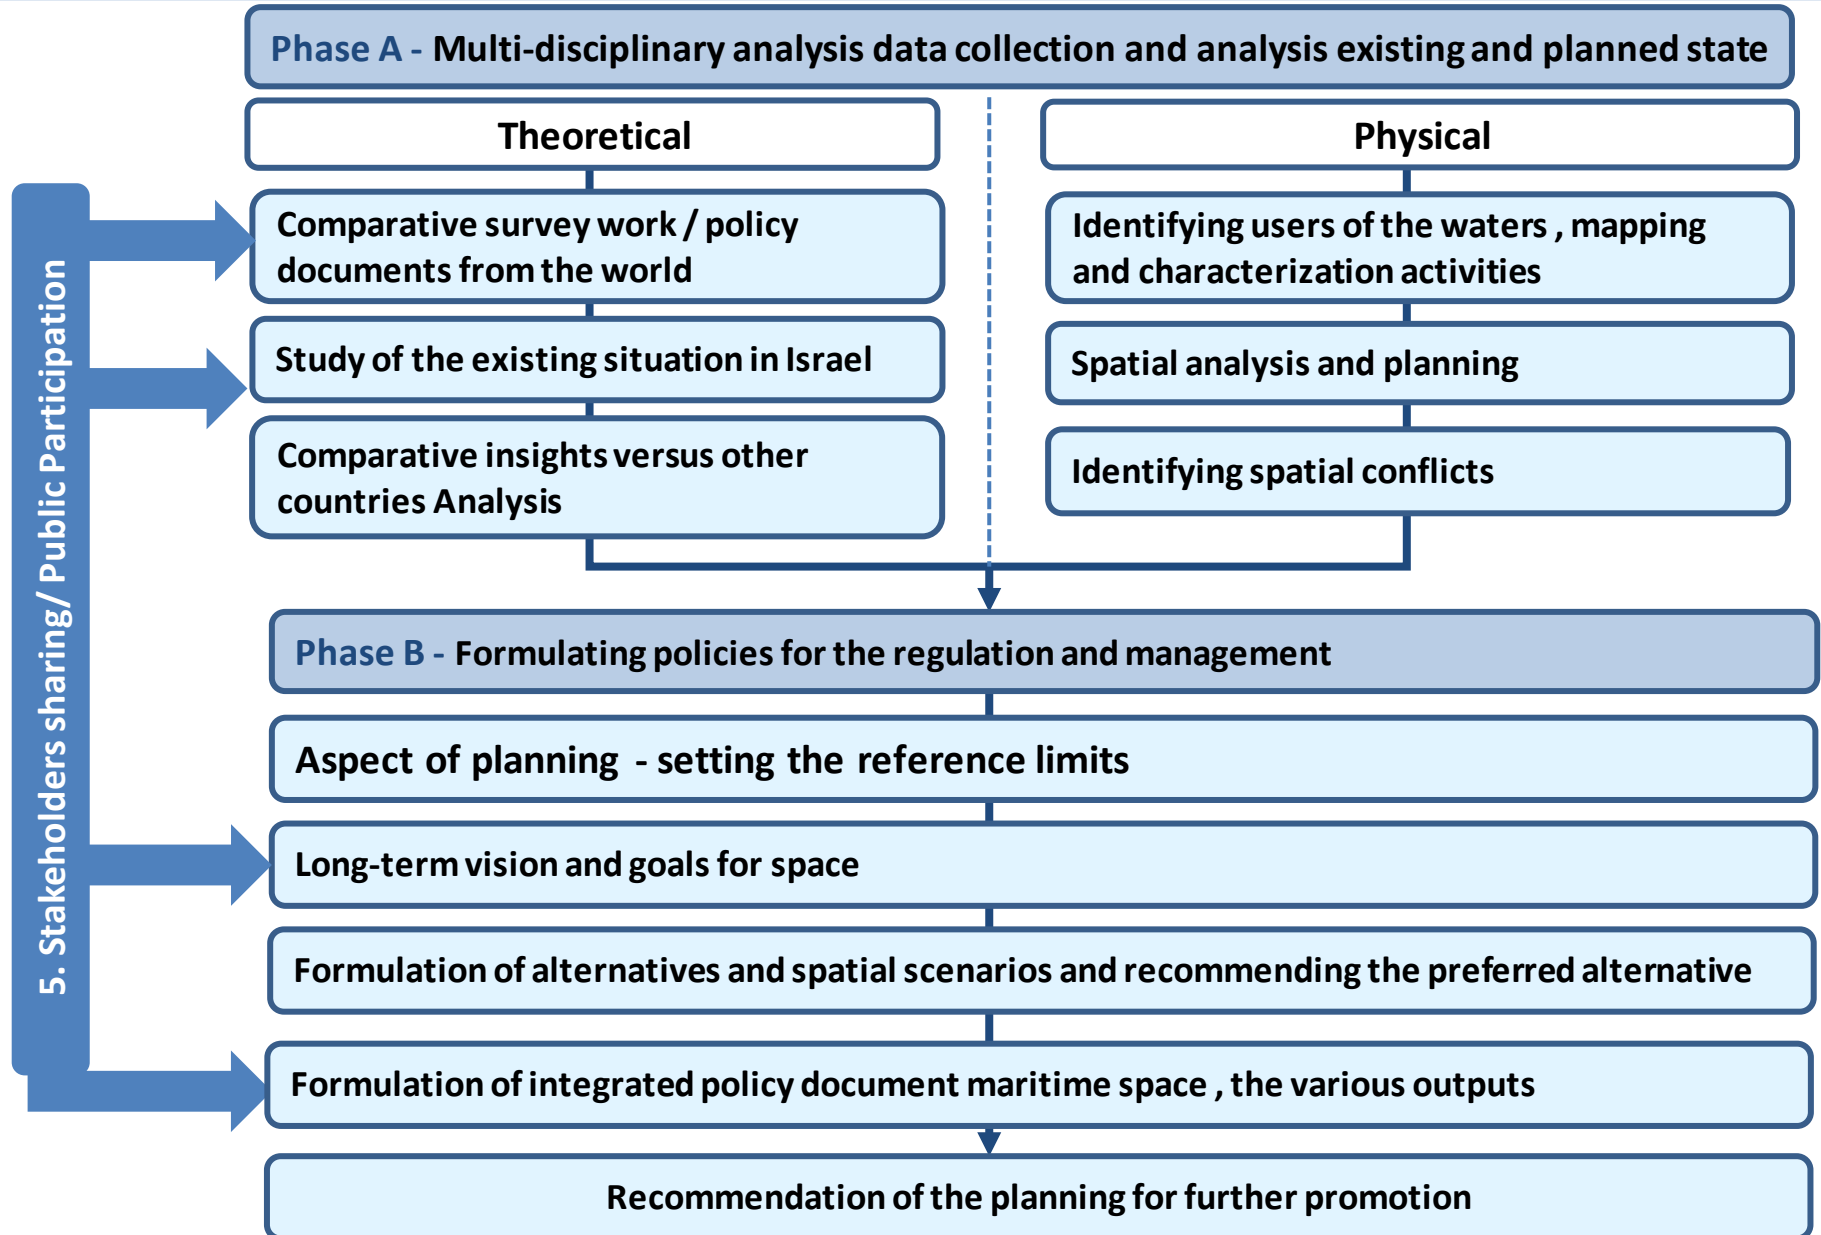 Phase A - Multi-disciplinary analysis data collection and analysis existing and planned state
Theoretical
Physical
Comparative survey work / policy
documents from the world
Identifying users of the waters , mapping
and characterization activities
Study of the existing situation in Israel
Spatial analysis and planning
Comparative insights versus other
countries Analysis
Identifying spatial conflicts
5. Stakeholders sharing/ Public Participation
Phase B - Formulating policies for the regulation and management
Aspect of planning - setting the reference limits
Long-term vision and goals for space
Formulation of alternatives and spatial scenarios and recommending the preferred alternative
Formulation of integrated policy document maritime space , the various outputs
Recommendation of the planning for further promotion